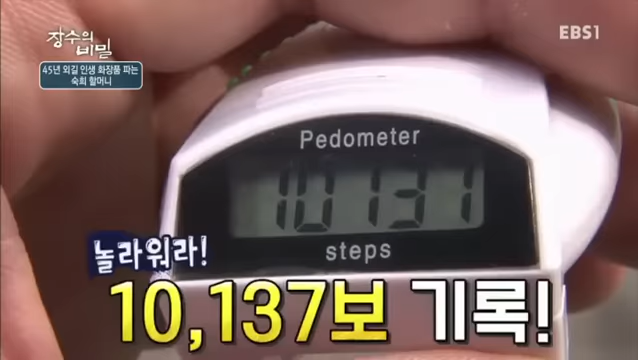 장수의
비밀
45년 외길 인생 화장품 파는
숙희 할머니
EBS1
Pedometer
10137
steps
놀라워라!
10,137보 기록!